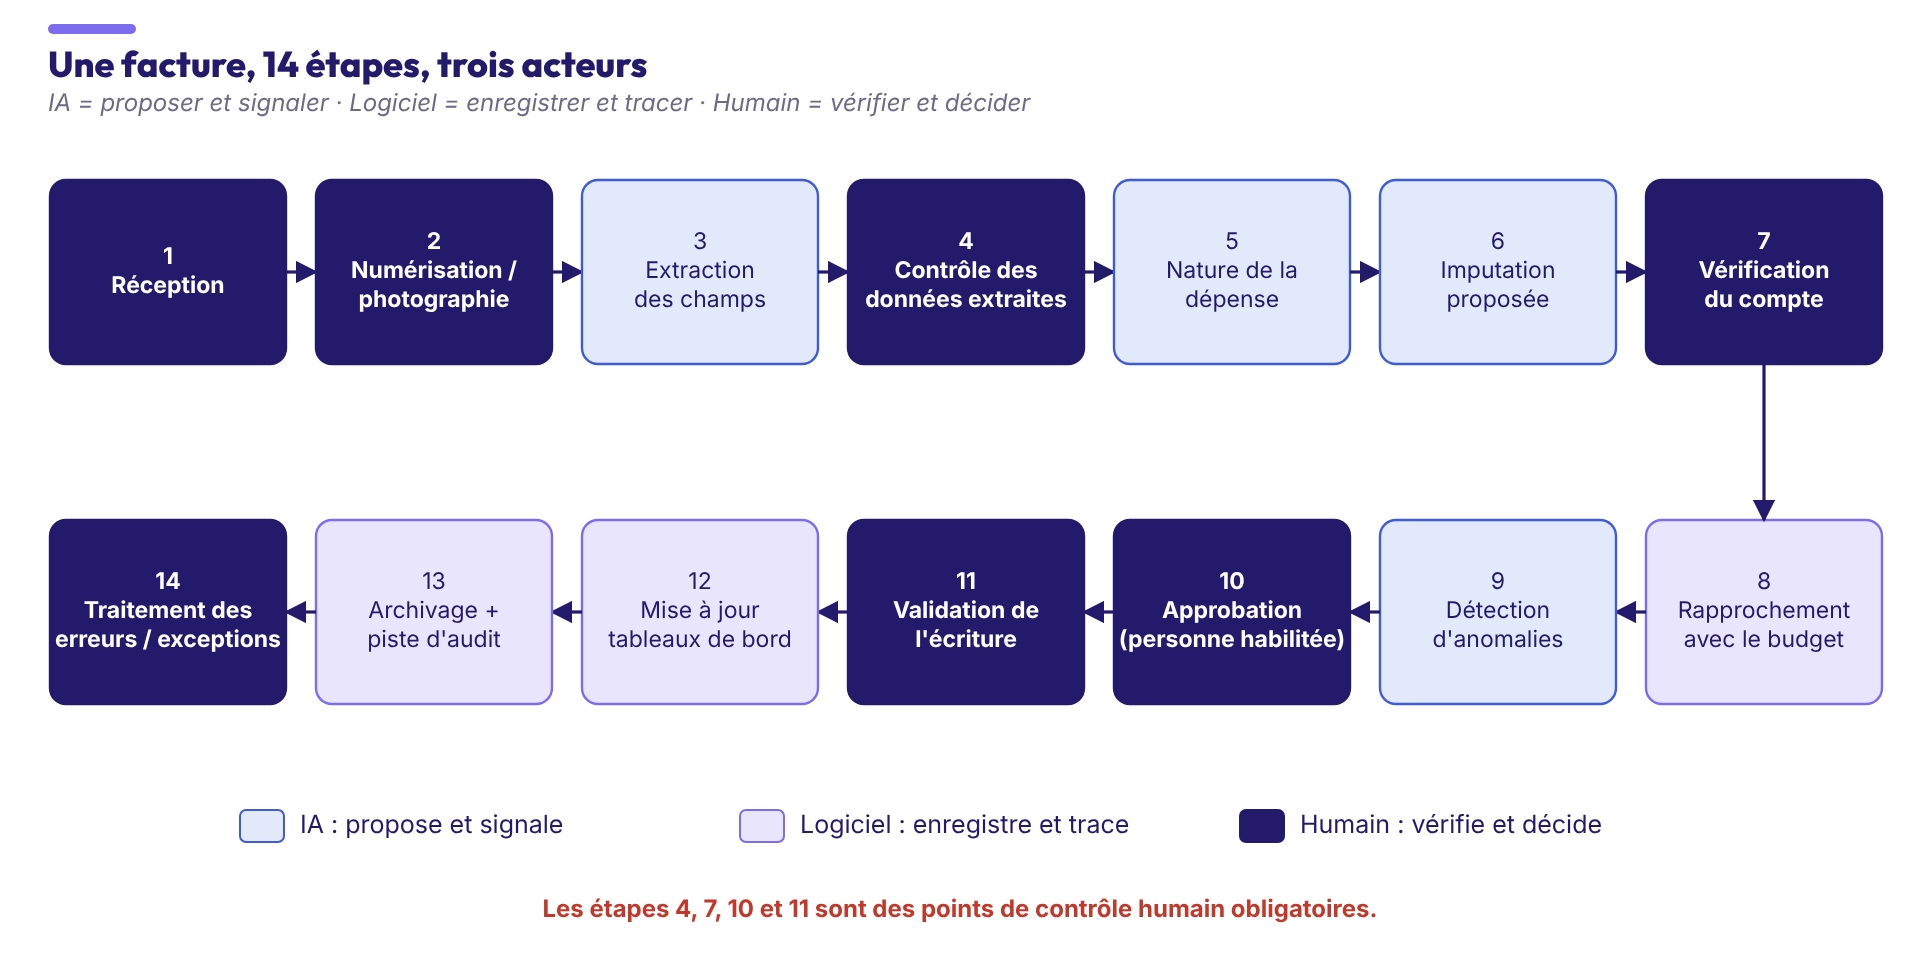 Une facture, 14 étapes, trois acteurs
IA = proposer et signaler · Logiciel = enregistrer et tracer · Humain = vérifier et décider
1
Réception
2
Numérisation /
photographie
3
Extraction
des champs
4
Contrôle des
données extraites
5
Nature de la
dépense
6
Imputation
proposée
7
Vérification
du compte
8
Rapprochement
avec le budget
9
Détection
d'anomalies
10
Approbation
(personne habilitée)
11
Validation de
l'écriture
12
Mise à jour
tableaux de bord
13
Archivage +
piste d'audit
14
Traitement des
erreurs / exceptions
IA : propose et signale
Logiciel : enregistre et trace
Humain : vérifie et décide
Les étapes 4, 7, 10 et 11 sont des points de contrôle humain obligatoires.